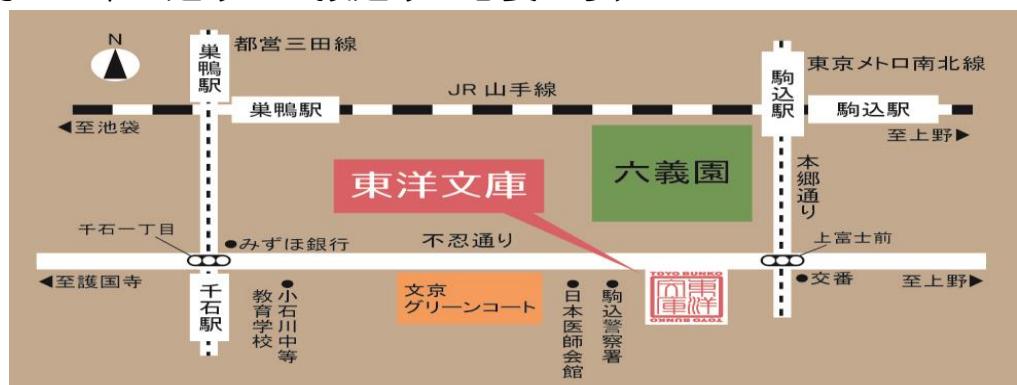 N
巣鴨駅
都営三田線
JR 山手線
巣鴨駅
◀至池袋
駒込駅
東京メトロ南北線
駒込駅
至上野▶
六義園
東洋文庫
本郷通り
千石一丁目
●みずほ銀行
不忍通り
上富士前
◀至護国寺
千石駅
●小石川中等
教育学校
文京
グリーンコート
●日本医師会館
●駒込警察署
TOYO BUNKO
東洋
文庫
TOYO BUNKO
●交番
至上野▶